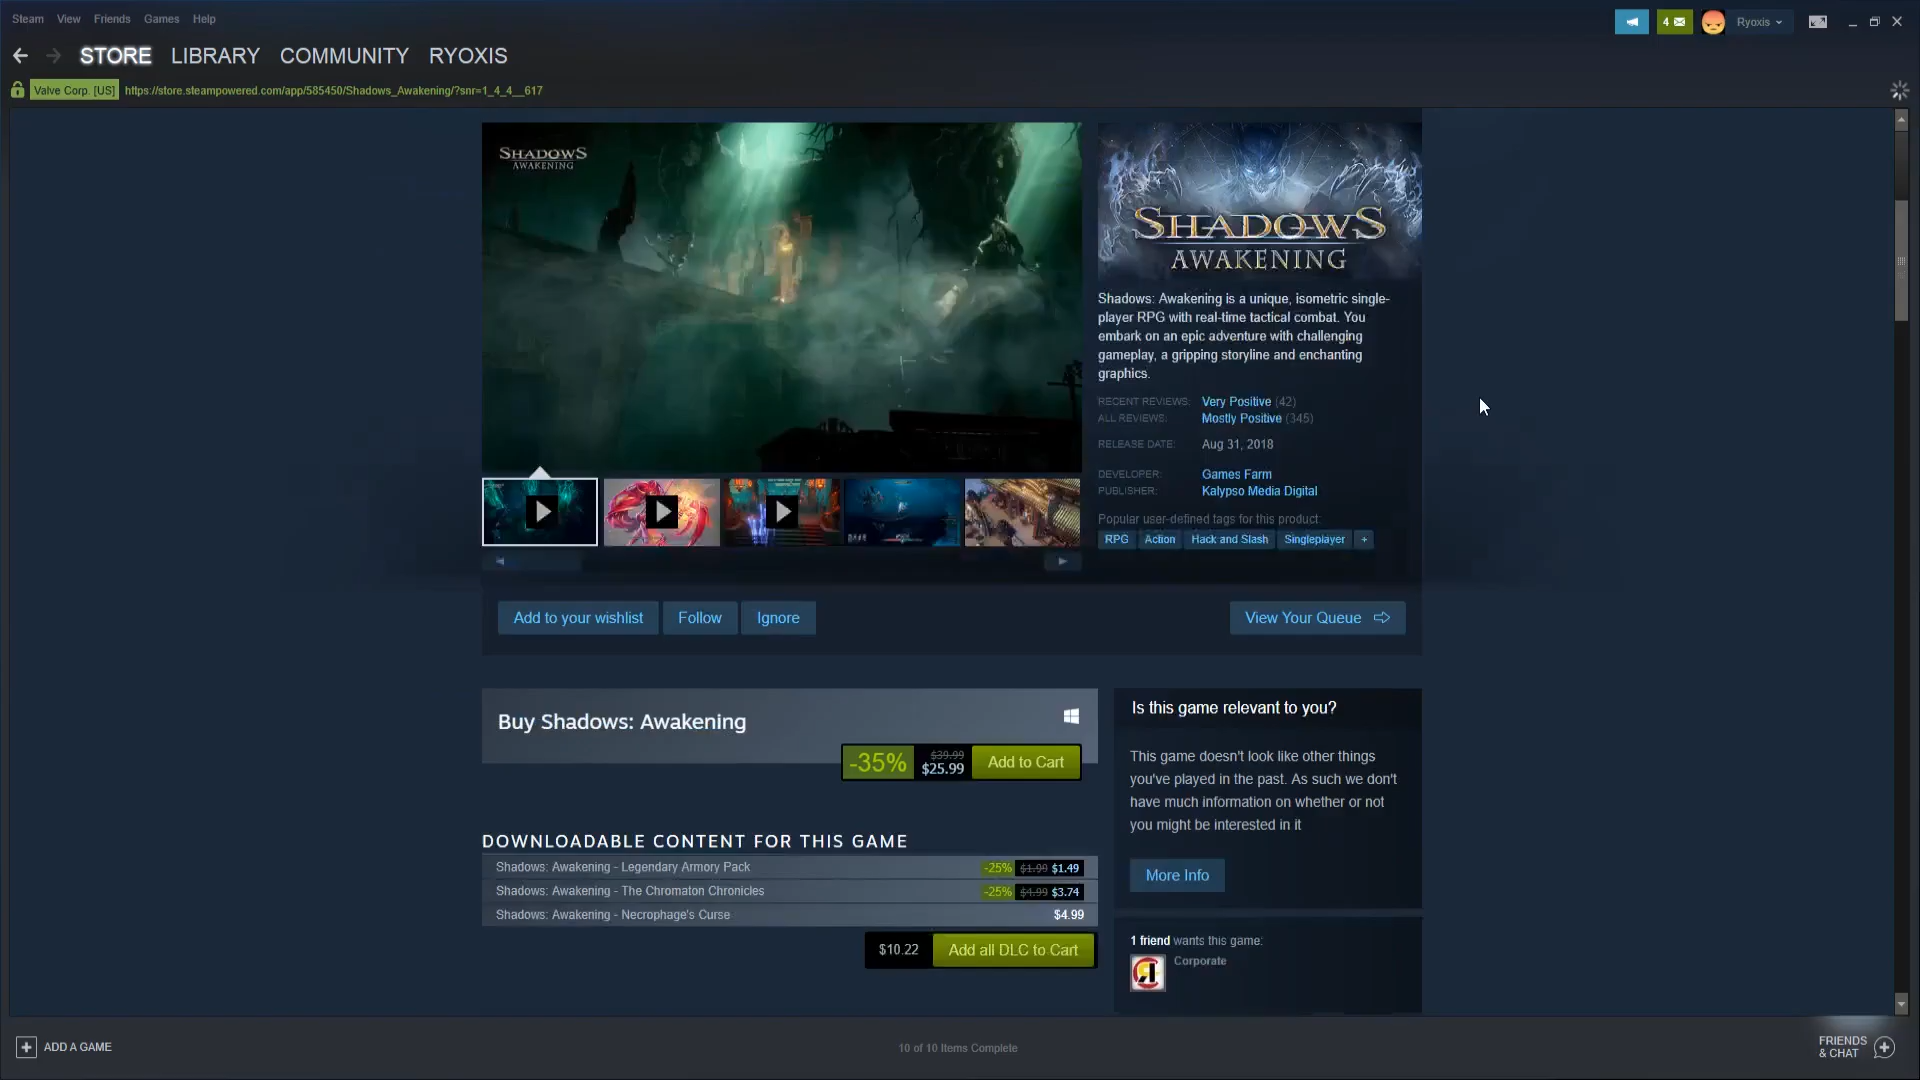 Steam View Friends Games Help
4 Ryoxis
STORE LIBRARY COMMUNITY RYOXIS
Valve Corp. [US] https://store.steampowered.com/app/585450/Shadows_Awakening/?snr=1_4_4__617
SHADOWS
AWAKENING
SHADOWS
AWAKENING
Shadows: Awakening is a unique, isometric single-
player RPG with real-time tactical combat. You
embark on an epic adventure with challenging
gameplay, a gripping storyline and enchanting
graphics.
RECENT REVIEWS: Very Positive (42)
ALL REVIEWS: Mostly Positive (345)
RELEASE DATE: Aug 31, 2018
DEVELOPER: Games Farm
PUBLISHER: Kalypso Media Digital
Popular user-defined tags for this product:
RPG Action Hack and Slash Singleplayer +
Add to your wishlist Follow Ignore View Your Queue
Buy Shadows: Awakening
-35% $39.99 $25.99 Add to Cart
Is this game relevant to you?
This game doesn't look like other things
you've played in the past. As such we don't
have much information on whether or not
you might be interested in it
More Info
DOWNLOADABLE CONTENT FOR THIS GAME
Shadows: Awakening - Legendary Armory Pack -25% $1.99 $1.49
Shadows: Awakening - The Chromaton Chronicles -25% $4.99 $3.74
Shadows: Awakening - Necrophage's Curse $4.99
$10.22 Add all DLC to Cart
1 friend wants this game:
Corporate
ADD A GAME
10 of 10 Items Complete
FRIENDS
& CHAT